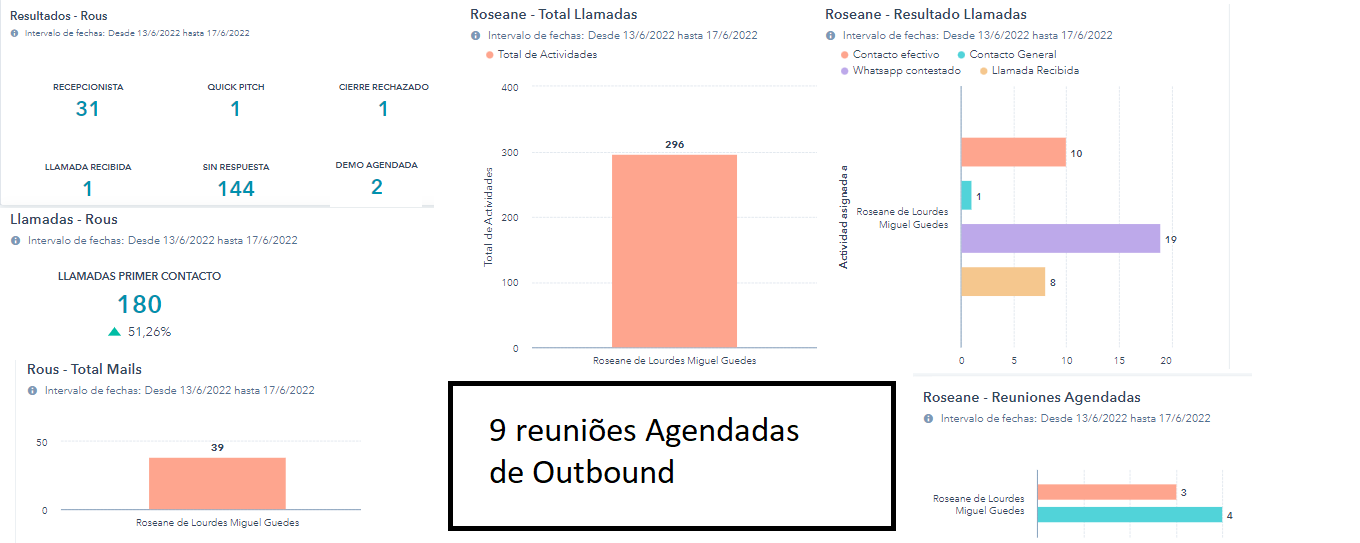 Resultados - Rous
Intervalo de fechas: Desde 13/6/2022 hasta 17/6/2022
RECEPCIONISTA
31
QUICK PITCH
1
CIERRE RECHAZADO
1
LLAMADA RECIBIDA
1
SIN RESPUESTA
144
DEMO AGENDADA
2
Llamadas - Rous
Intervalo de fechas: Desde 13/6/2022 hasta 17/6/2022
LLAMADAS PRIMER CONTACTO
180
51,26%
Rous - Total Mails
Intervalo de fechas: Desde 13/6/2022 hasta 17/6/2022
50
39
0
Roseane de Lourdes Miguel Guedes
Roseane - Total Llamadas
Intervalo de fechas: Desde 13/6/2022 hasta 17/6/2022
Total de Actividades
Total de Actividades
400
300
200
100
0
296
Roseane de Lourdes Miguel Guedes
9 reuniões Agendadas
de Outbound
Roseane - Resultado Llamadas
Intervalo de fechas: Desde 13/6/2022 hasta 17/6/2022
Contacto efectivo
Contacto General
Whatsapp contestado
Llamada Recibida
Actividad asignada a
Roseane de Lourdes
Miguel Guedes
10
1
19
8
0 5 10 15 20
Roseane - Reuniones Agendadas
Intervalo de fechas: Desde 13/6/2022 hasta 17/6/2022
Roseane de Lourdes
Miguel Guedes
3
4